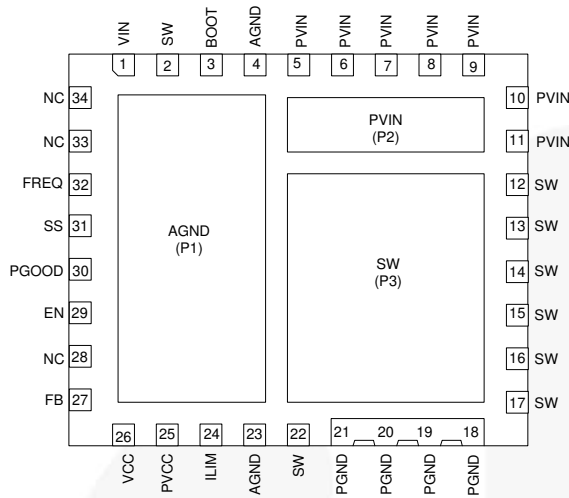 VIN SW BOOT AGND PVIN PVIN PVIN PVIN PVIN
1 2 3 4 5 6 7 8 9
NC 34
NC 33
FREQ 32
SS 31
PGOOD 30
EN 29
NC 28
FB 27
AGND
(P1)
PVIN
(P2)
SW
(P3)
10 PVIN
11 PVIN
12 SW
13 SW
14 SW
15 SW
16 SW
17 SW
26 25 24 23 22 21 20 19 18
VCC PVCC ILIM AGND SW PGND PGND PGND PGND